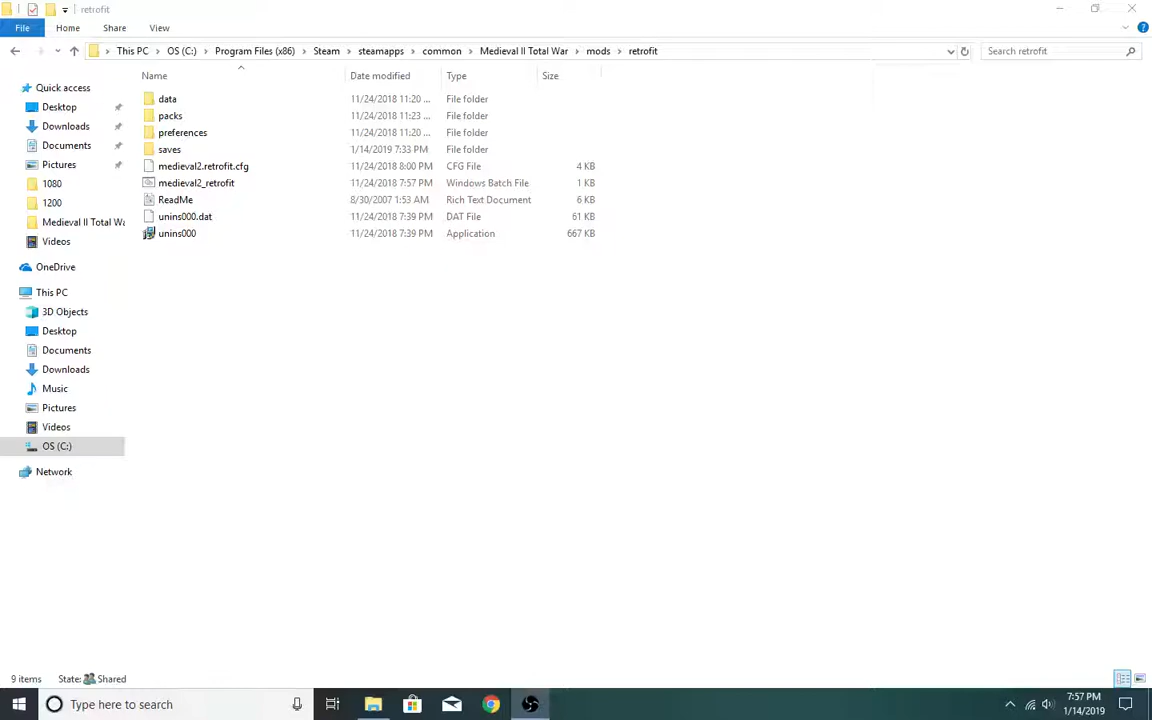 retrofit
File Home Share View
This PC OS (C:) Program Files (x86) Steam steamapps common Medieval II Total War mods retrofit Search retrofit
Name Date modified Type Size
Quick access
Desktop
Downloads
Documents
Pictures
1080
1200
Medieval II Total Wa
Videos
OneDrive
This PC
3D Objects
Desktop
Documents
Downloads
Music
Pictures
Videos
OS (C:)
Network
data 11/24/2018 11:20 ... File folder
packs 11/24/2018 11:23 ... File folder
preferences 11/24/2018 11:20 ... File folder
saves 1/14/2019 7:33 PM File folder
medieval2.retrofit.cfg 11/24/2018 8:00 PM CFG File 4 KB
medieval2_retrofit 11/24/2018 7:57 PM Windows Batch File 1 KB
ReadMe 8/30/2007 1:53 AM Rich Text Document 6 KB
unins000.dat 11/24/2018 7:39 PM DAT File 61 KB
unins000 11/24/2018 7:39 PM Application 667 KB
9 items State: Shared
Type here to search
7:57 PM
1/14/2019